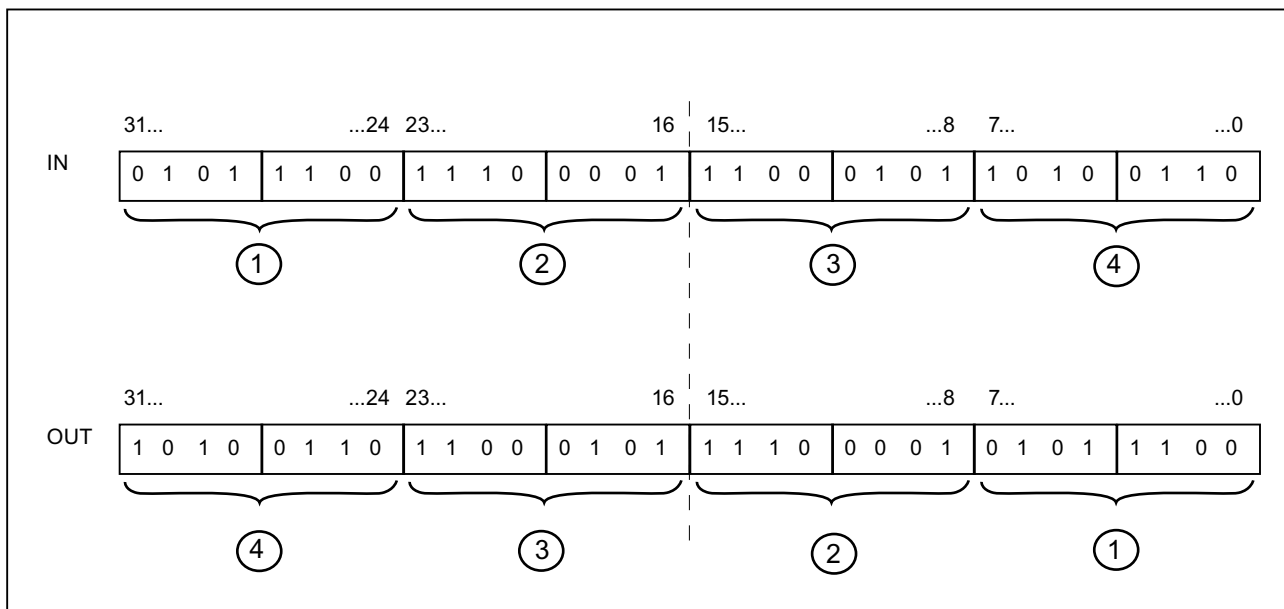 31... ...24 23... 16 15... ...8 7... ...0
IN 0 1 0 1 1 1 0 0 1 1 1 0 0 0 0 1 1 1 0 0 0 1 0 1 1 0 1 0 0 1 1 0
1 2 3 4
31... ...24 23... 16 15... ...8 7... ...0
OUT 1 0 1 0 0 1 1 0 1 1 0 0 0 1 0 1 1 1 1 0 0 0 0 1 0 1 0 1 1 1 0 0
4 3 2 1